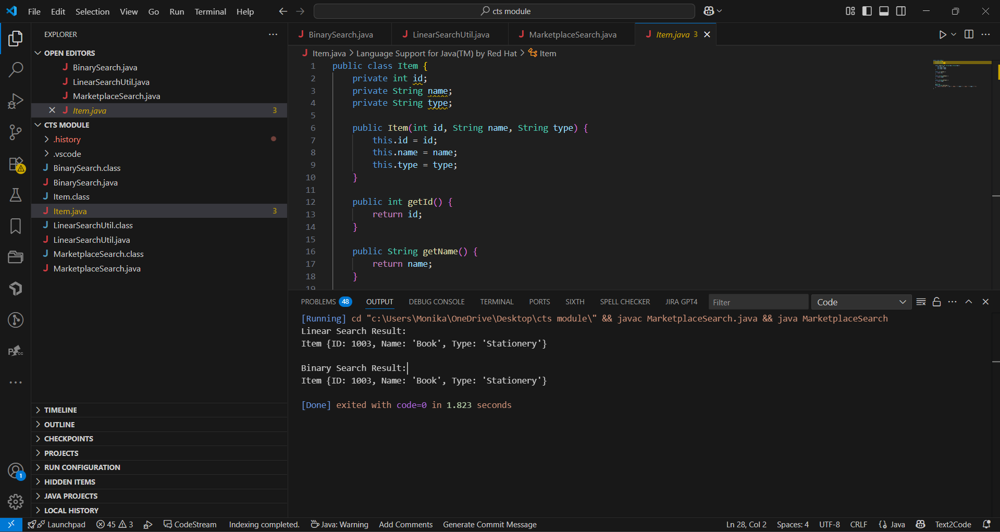 File Edit Selection View Go Run Terminal Help
cts module
EXPLORER
OPEN EDITORS
BinarySearch.java
LinearSearchUtil.java
MarketplaceSearch.java
Item.java 3
CTS MODULE
.history
.vscode
BinarySearch.class
BinarySearch.java
Item.class
Item.java 3
LinearSearchUtil.class
LinearSearchUtil.java
MarketplaceSearch.class
MarketplaceSearch.java
TIMELINE
OUTLINE
CHECKPOINTS
PROJECTS
RUN CONFIGURATION
HIDDEN ITEMS
JAVA PROJECTS
LOCAL HISTORY
1
BinarySearch.java LinearSearchUtil.java MarketplaceSearch.java Item.java 3
Item.java > Language Support for Java(TM) by Red Hat > Item
1 public class Item {
2 private int id;
3 private String name;
4 private String type;
5
6 public Item(int id, String name, String type) {
7 this.id = id;
8 this.name = name;
9 this.type = type;
10 }
11
12 public int getId() {
13 return id;
14 }
15
16 public String getName() {
17 return name;
18 }
19
PROBLEMS 48 OUTPUT DEBUG CONSOLE TERMINAL PORTS SIXTH SPELL CHECKER JIRA GPT4 Filter Code
[Running] cd "c:\Users\Monika\OneDrive\Desktop\cts module\" && javac MarketplaceSearch.java && java MarketplaceSearch
Linear Search Result:
Item {ID: 1003, Name: 'Book', Type: 'Stationery'}
Binary Search Result:
Item {ID: 1003, Name: 'Book', Type: 'Stationery'}
[Done] exited with code=0 in 1.823 seconds
Launchpad 45 3 CodeStream Indexing completed. Java: Warning Add Comments Generate Commit Message Ln 28, Col 2 Spaces: 4 UTF-8 CRLF Java Text2Code